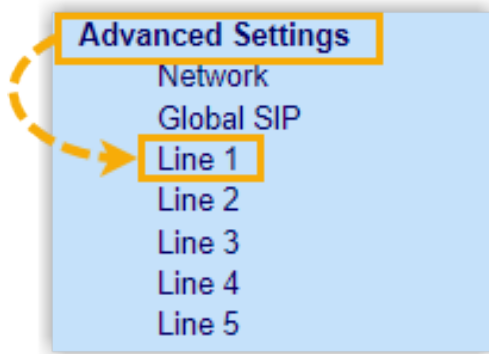 Advanced Settings
Network
Global SIP
Line 1
Line 2
Line 3
Line 4
Line 5